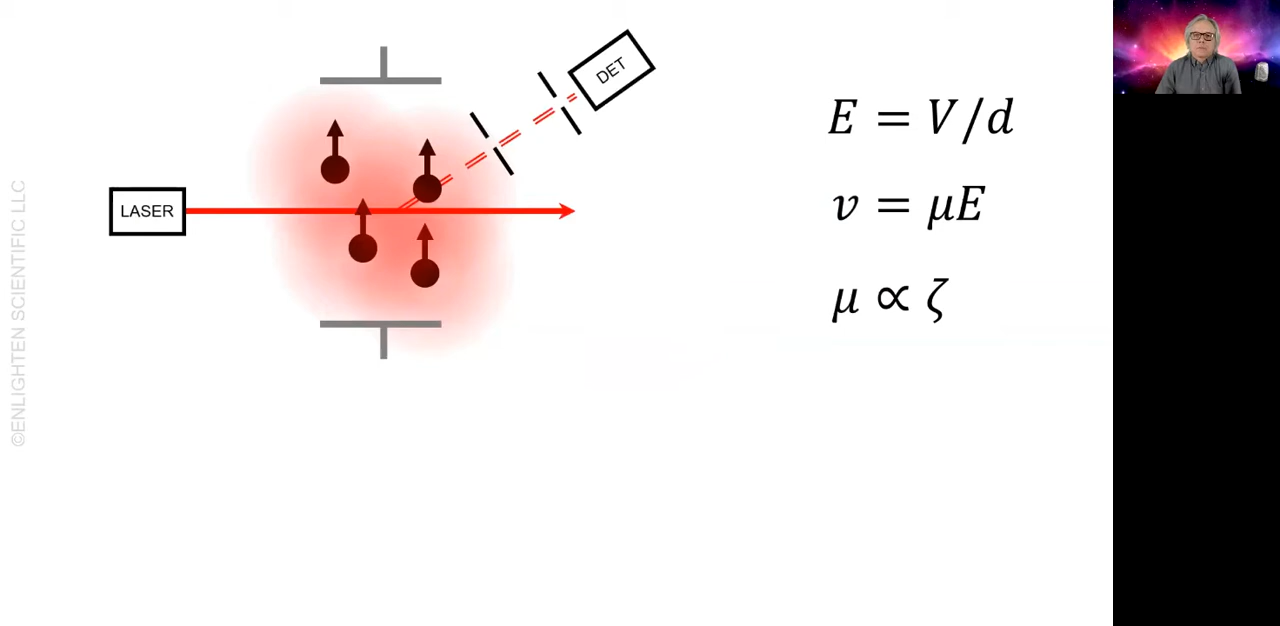 LASER
DET
E = V/d
v = μE
μ ∝ ζ
©ENLIGHTEN SCIENTIFIC LLC